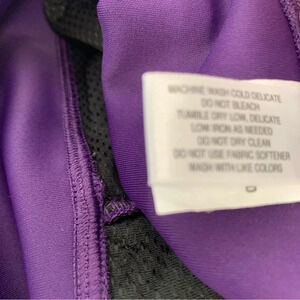 MACHINE WASH COLD DELICATE
DO NOT BLEACH
TUMBLE DRY LOW, DELICATE
LOW IRON AS NEEDED
DO NOT DRY CLEAN
DO NOT USE FABRIC SOFTENER
WASH WITH LIKE COLORS